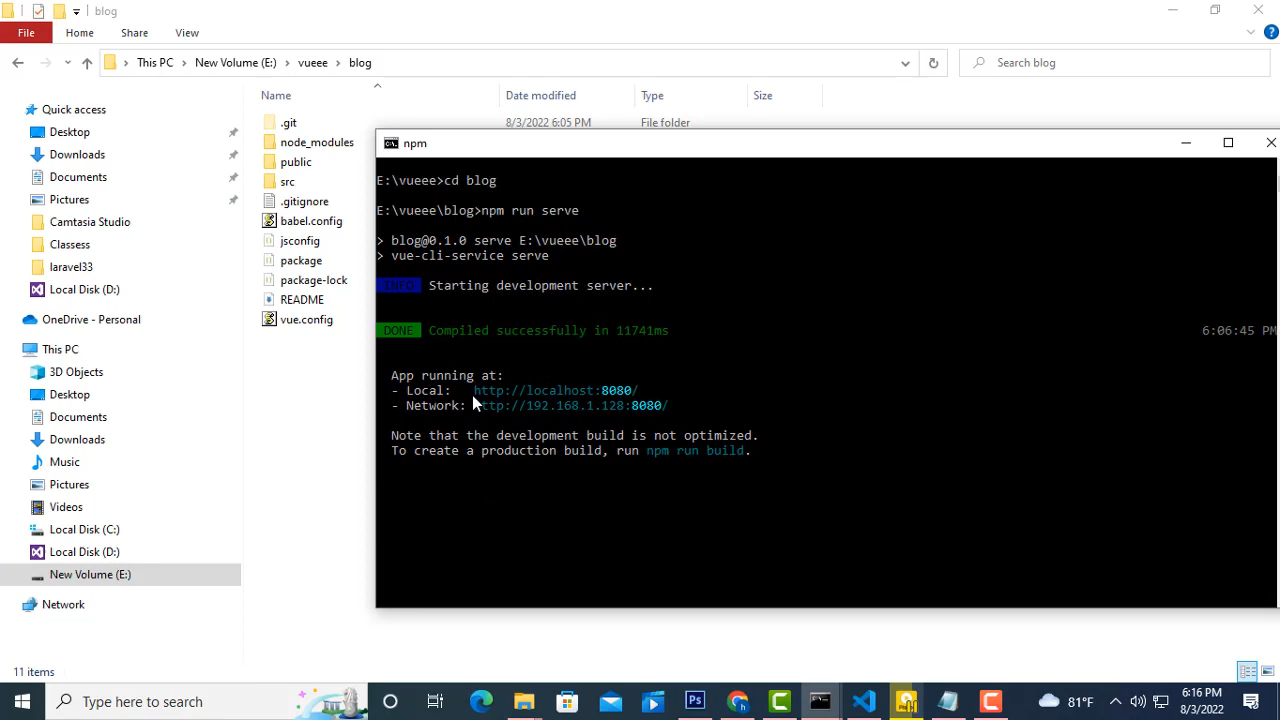 blog
File Home Share View
This PC New Volume (E:) vueee blog
Search blog
Name Date modified Type Size
Quick access
Desktop
Downloads
Documents
Pictures
Camtasia Studio
Classess
laravel33
Local Disk (D:)
OneDrive - Personal
This PC
3D Objects
Desktop
Documents
Downloads
Music
Pictures
Videos
Local Disk (C:)
Local Disk (D:)
New Volume (E:)
Network
.git 8/3/2022 6:05 PM File folder
node_modules
public
src
.gitignore
babel.config
jsconfig
package
package-lock
README
vue.config
npm
E:\vueee>cd blog
E:\vueee\blog>npm run serve
> blog@0.1.0 serve E:\vueee\blog
> vue-cli-service serve
INFO Starting development server...
DONE Compiled successfully in 11741ms 6:06:45 PM
App running at:
- Local: http://localhost:8080/
- Network: http://192.168.1.128:8080/
Note that the development build is not optimized.
To create a production build, run npm run build.
11 items
Type here to search
81°F
6:16 PM
8/3/2022